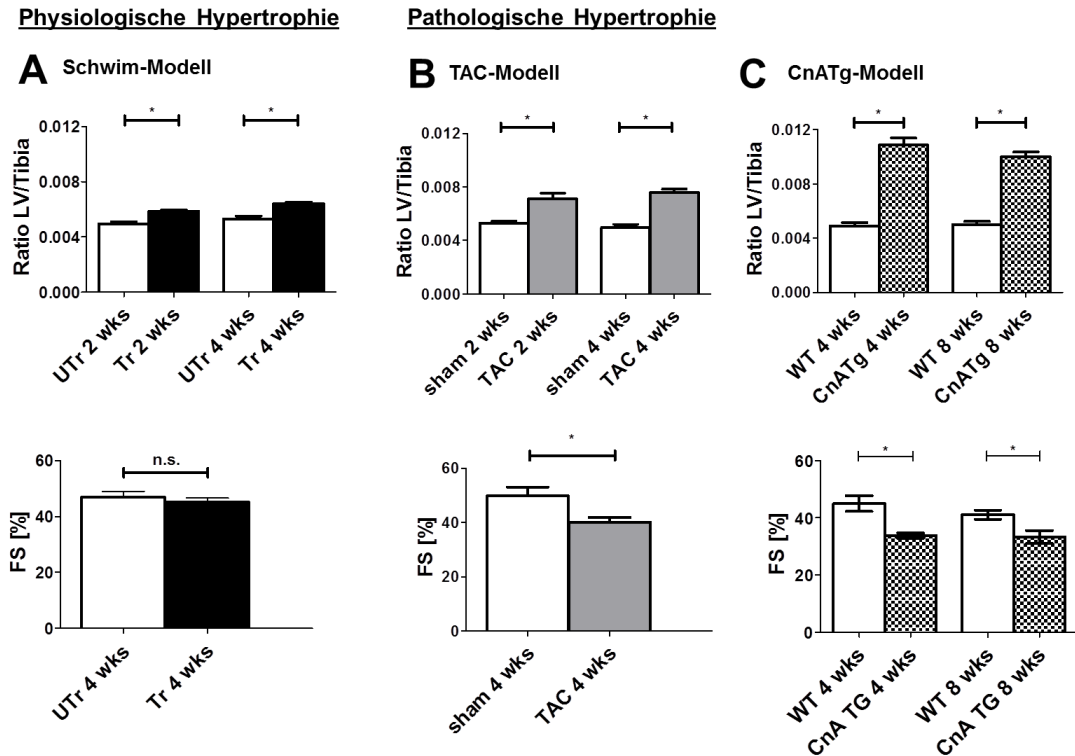 Physiologische Hypertrophie
Pathologische Hypertrophie
A Schwim-Modell
B TAC-Modell
C CnATg-Modell
Ratio LV/Tibia
0.012
0.008
0.004
0.000
*
*
UTr 2 wks
Tr 2 wks
UTr 4 wks
Tr 4 wks
Ratio LV/Tibia
0.012
0.008
0.004
0.000
*
*
sham 2 wks
TAC 2 wks
sham 4 wks
TAC 4 wks
Ratio LV/Tibia
0.012
0.008
0.004
0.000
*
*
WT 4 wks
CnATg 4 wks
WT 8 wks
CnATg 8 wks
FS [%]
60
40
20
0
n.s.
UTr 4 wks
Tr 4 wks
FS [%]
60
40
20
0
*
sham 4 wks
TAC 4 wks
FS [%]
60
40
20
0
*
*
WT 4 wks
CnA TG 4 wks
WT 8 wks
CnA TG 8 wks